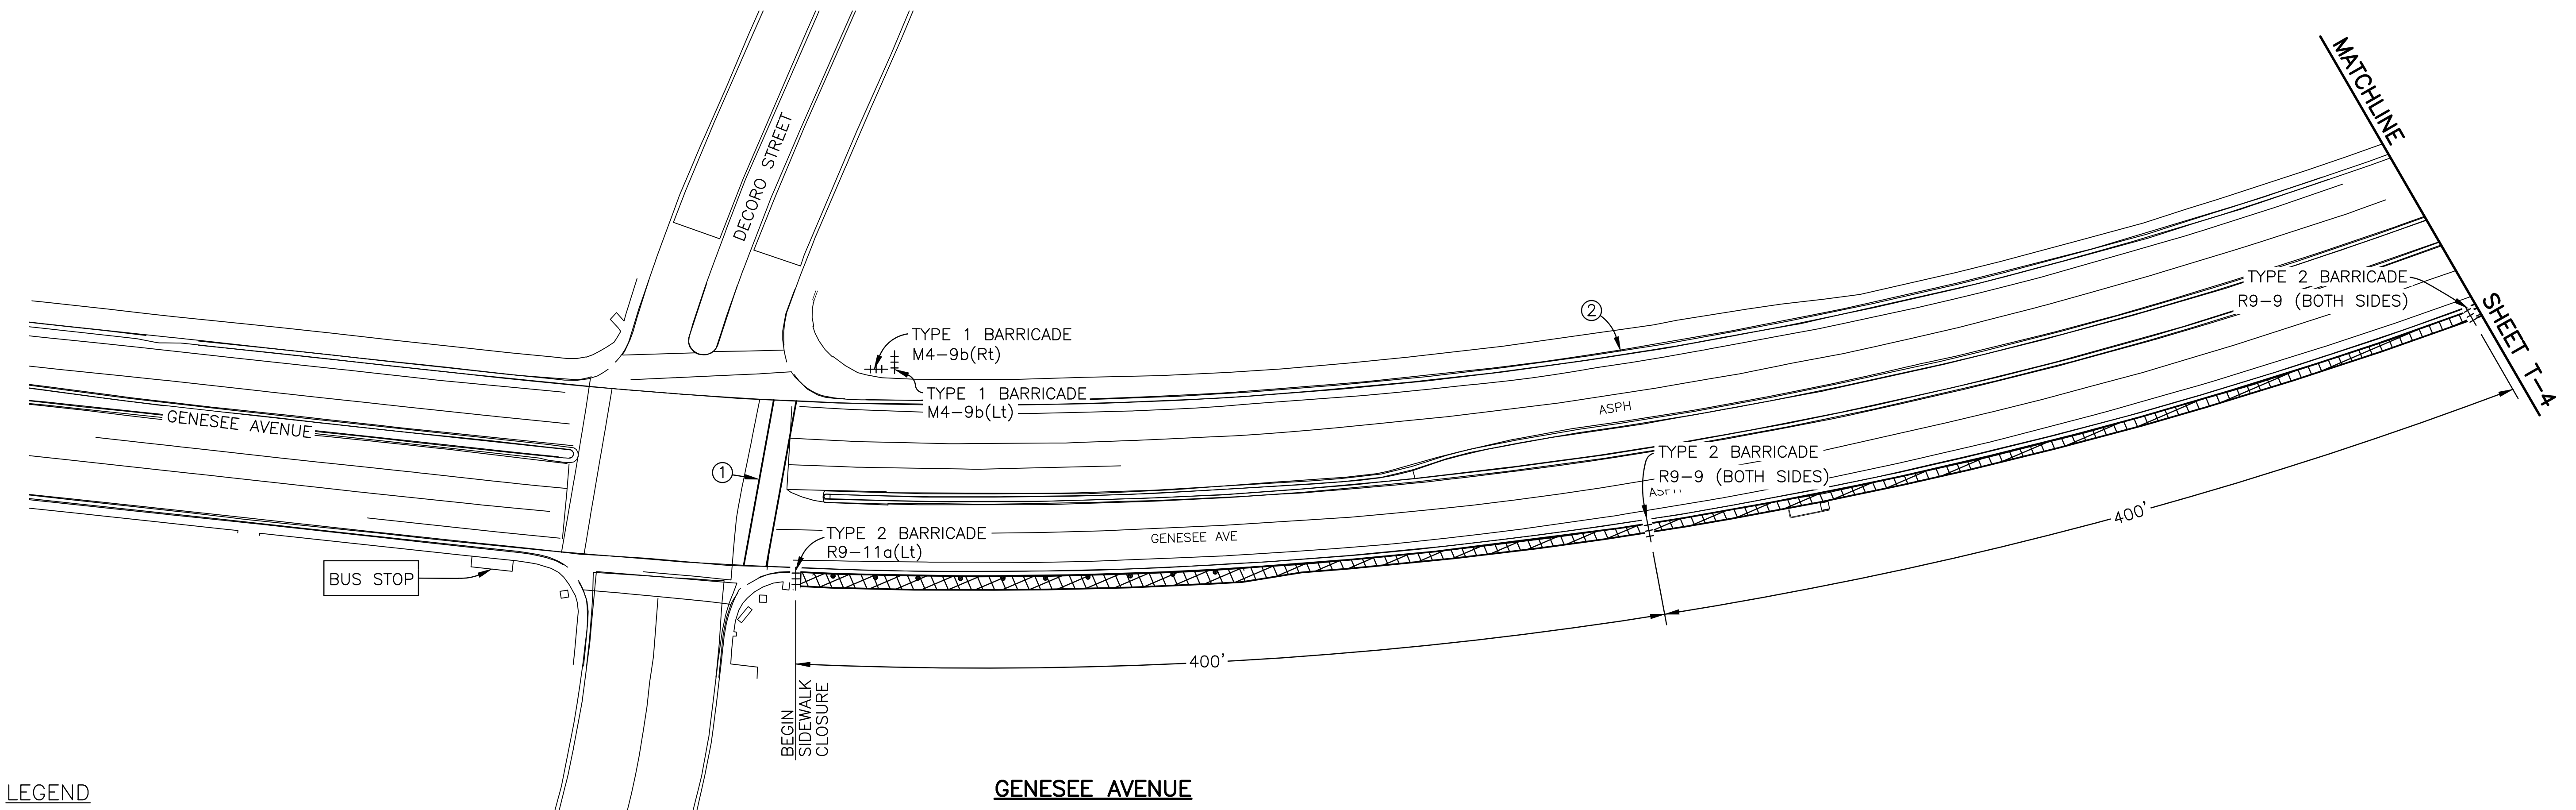 MATCHLINE
SHEET T-4
DECORO STREET
TYPE 2 BARRICADE
R9-9 (BOTH SIDES)
2
TYPE 1 BARRICADE
M4-9b(Rt)
TYPE 1 BARRICADE
M4-9b(Lt)
ASPH
GENESEE AVENUE
1
TYPE 2 BARRICADE
R9-9 (BOTH SIDES)
400'
TYPE 2 BARRICADE
R9-11a(Lt)
GENESEE AVE
BUS STOP
400'
BEGIN
SIDEWALK
CLOSURE
LEGEND
GENESEE AVENUE